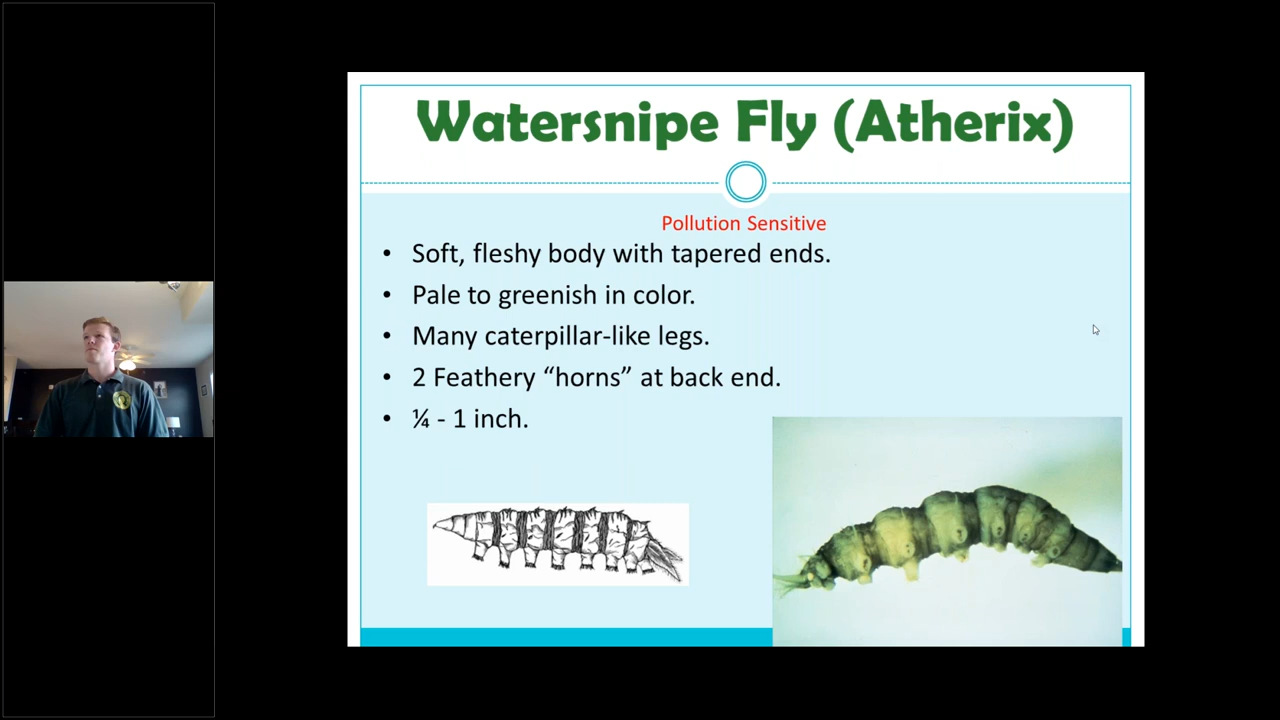 Watersnipe Fly (Atherix)
Pollution Sensitive
• Soft, fleshy body with tapered ends.
• Pale to greenish in color.
• Many caterpillar-like legs.
• 2 Feathery “horns” at back end.
• ¼ - 1 inch.